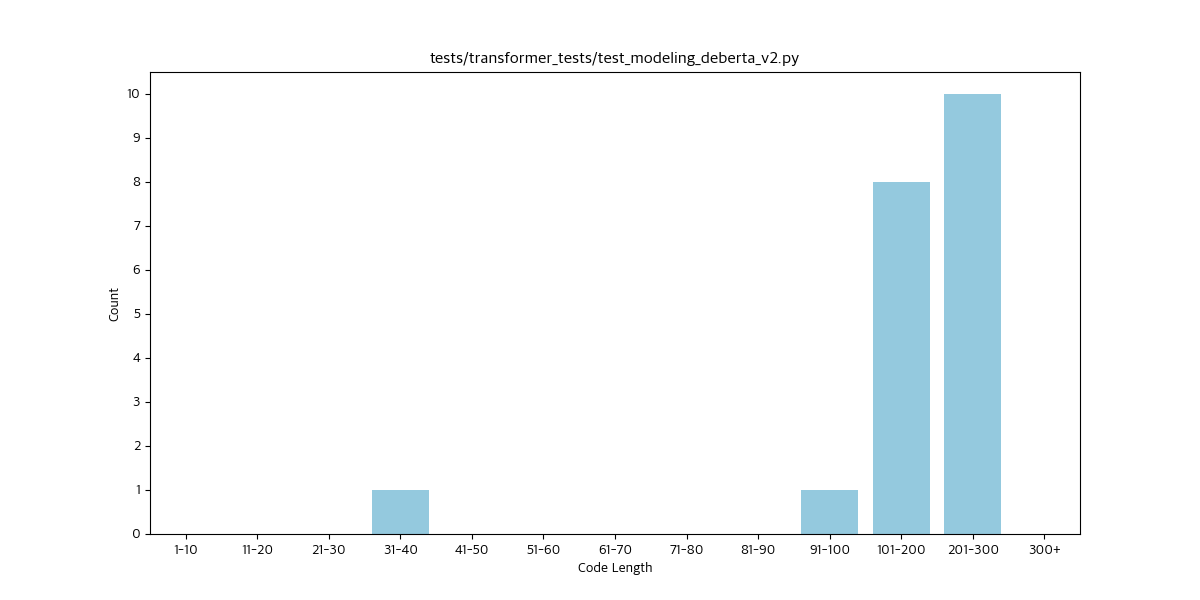 tests/transformer_tests/test_modeling_deberta_v2.py
10
9
8
7
6
5
4
3
2
1
0
Count
1-10 11-20 21-30 31-40 41-50 51-60 61-70 71-80 81-90 91-100 101-200 201-300 300+
Code Length